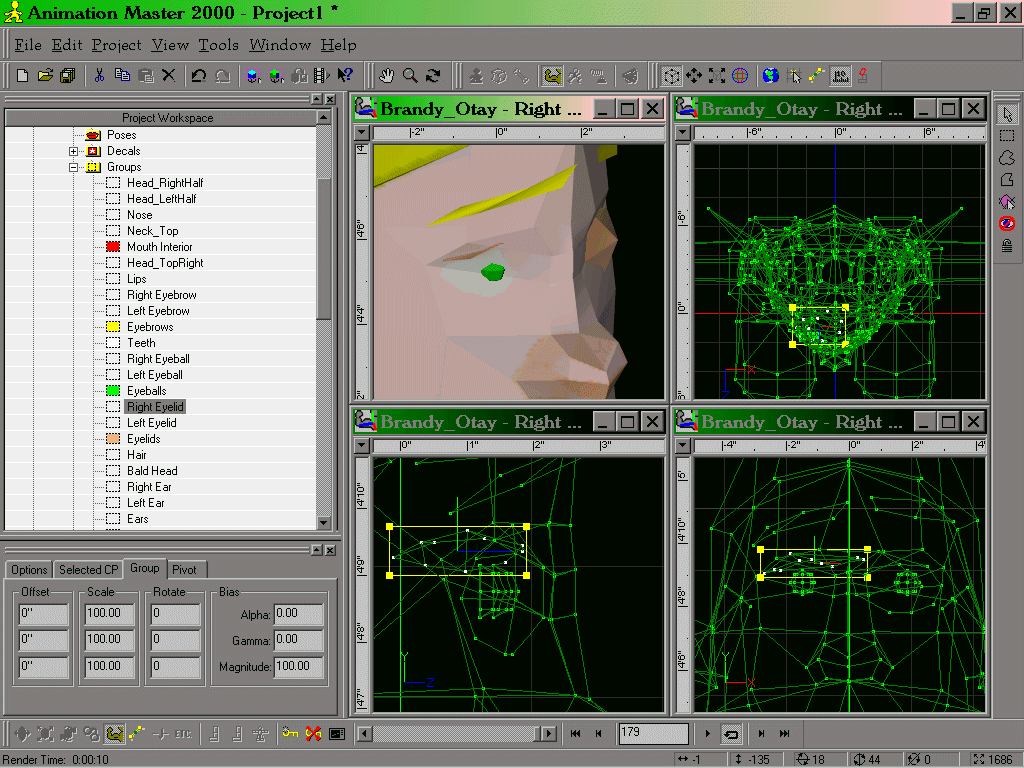 Animation Master 2000 - Project1 *
File Edit Project View Tools Window Help
Project Workspace
Poses
Decals
Groups
Head_RightHalf
Head_LeftHalf
Nose
Neck_Top
Mouth Interior
Head_TopRight
Lips
Right Eyebrow
Left Eyebrow
Eyebrows
Teeth
Right Eyeball
Left Eyeball
Eyeballs
Right Eyelid
Left Eyelid
Eyelids
Hair
Bald Head
Right Ear
Left Ear
Ears
Options Selected CP Group Pivot
Offset Scale Rotate Bias
0" 100.00 0 Alpha: 0.00
0" 100.00 0 Gamma: 0.00
0" 100.00 0 Magnitude: 100.00
Brandy_Otay - Right ...
-2" 0" 2"
4'6"
4'4"
Brandy_Otay - Right ...
-6" 0" 6"
-6"
0"
Z
X
Brandy_Otay - Right ...
0" 1" 2" 3"
4'10"
4'9"
4'8"
4'7"
Y
Z
Brandy_Otay - Right ...
-4" -2" 0" 2" 4"
5'
4'10"
4'8"
4'6"
Y
X
ETC.
179
Render Time: 0:00:10
-1 -135 18 44 0 1686